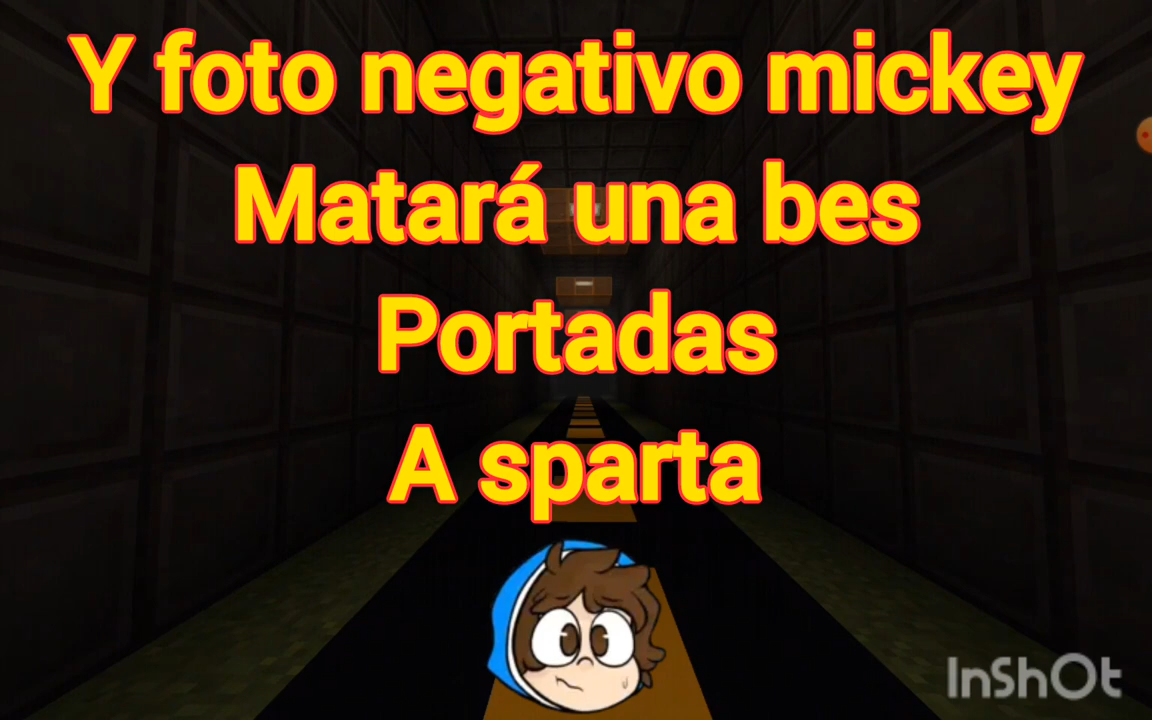 Y foto negativo mickey
Matará una bes
Portadas
A sparta
InShOt